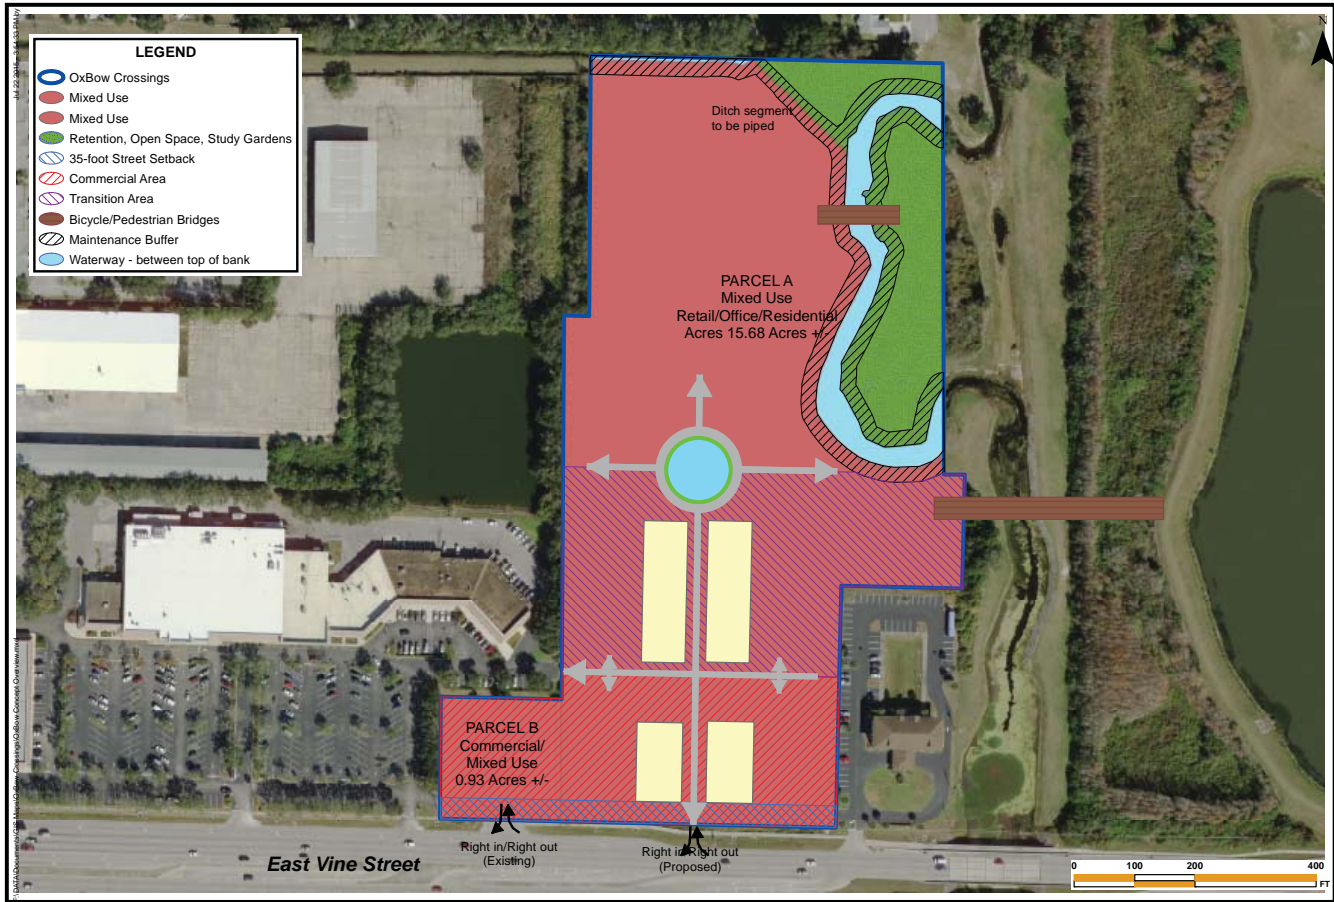 LEGEND
OxBow Crossings
Mixed Use
Mixed Use
Retention, Open Space, Study Gardens
35-foot Street Setback
Commercial Area
Transition Area
Bicycle/Pedestrian Bridges
Maintenance Buffer
Waterway - between top of bank
N
Ditch segment
to be piped
PARCEL A
Mixed Use
Retail/Office/Residential
Acres 15.68 Acres +/-
PARCEL B
Commercial/
Mixed Use
0.93 Acres +/-
Right in/Right out
(Existing)
Right in/Right out
(Proposed)
East Vine Street
0 100 200 400
FT